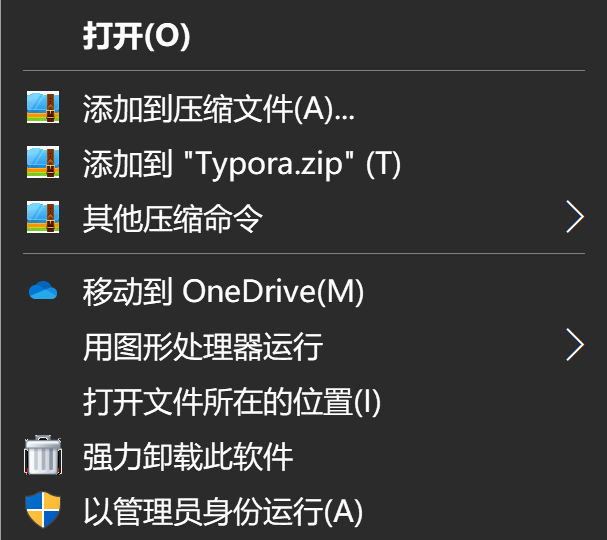 打开(O)
添加到压缩文件(A)...
添加到 "Typora.zip" (T)
其他压缩命令
移动到 OneDrive(M)
用图形处理器运行
打开文件所在的位置(I)
强力卸载此软件
以管理员身份运行(A)